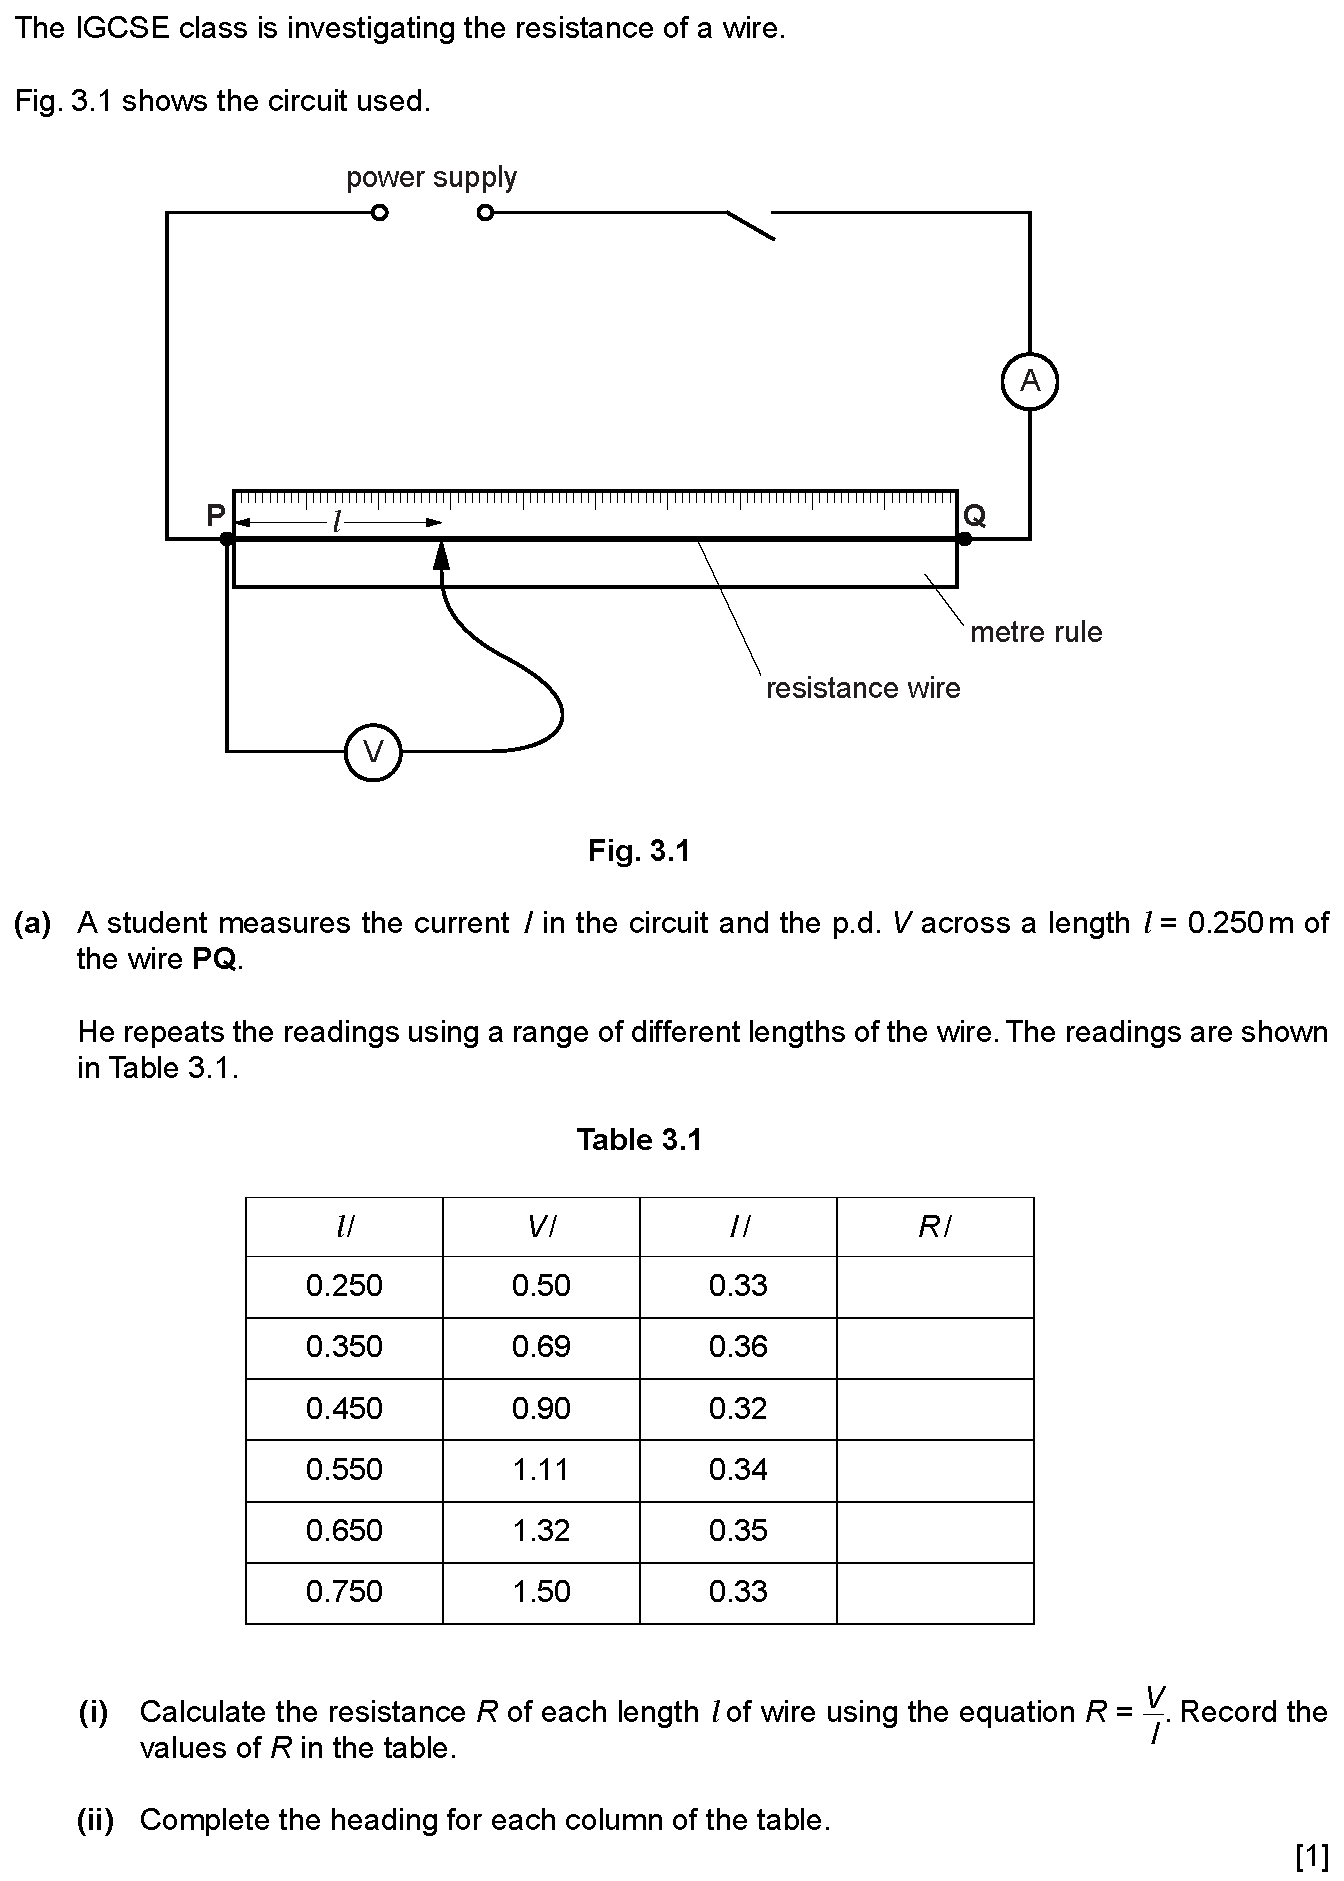 The IGCSE class is investigating the resistance of a wire.
Fig. 3.1 shows the circuit used.
power supply
A
P
l
Q
metre rule
resistance wire
V
Fig. 3.1
(a) A student measures the current I in the circuit and the p.d. V across a length l = 0.250 m of
the wire PQ.
He repeats the readings using a range of different lengths of the wire. The readings are shown
in Table 3.1.
Table 3.1
l/ V/ I/ R/
0.250 0.50 0.33
0.350 0.69 0.36
0.450 0.90 0.32
0.550 1.11 0.34
0.650 1.32 0.35
0.750 1.50 0.33
(i) Calculate the resistance R of each length l of wire using the equation R = V/I. Record the
values of R in the table.
(ii) Complete the heading for each column of the table.
[1]